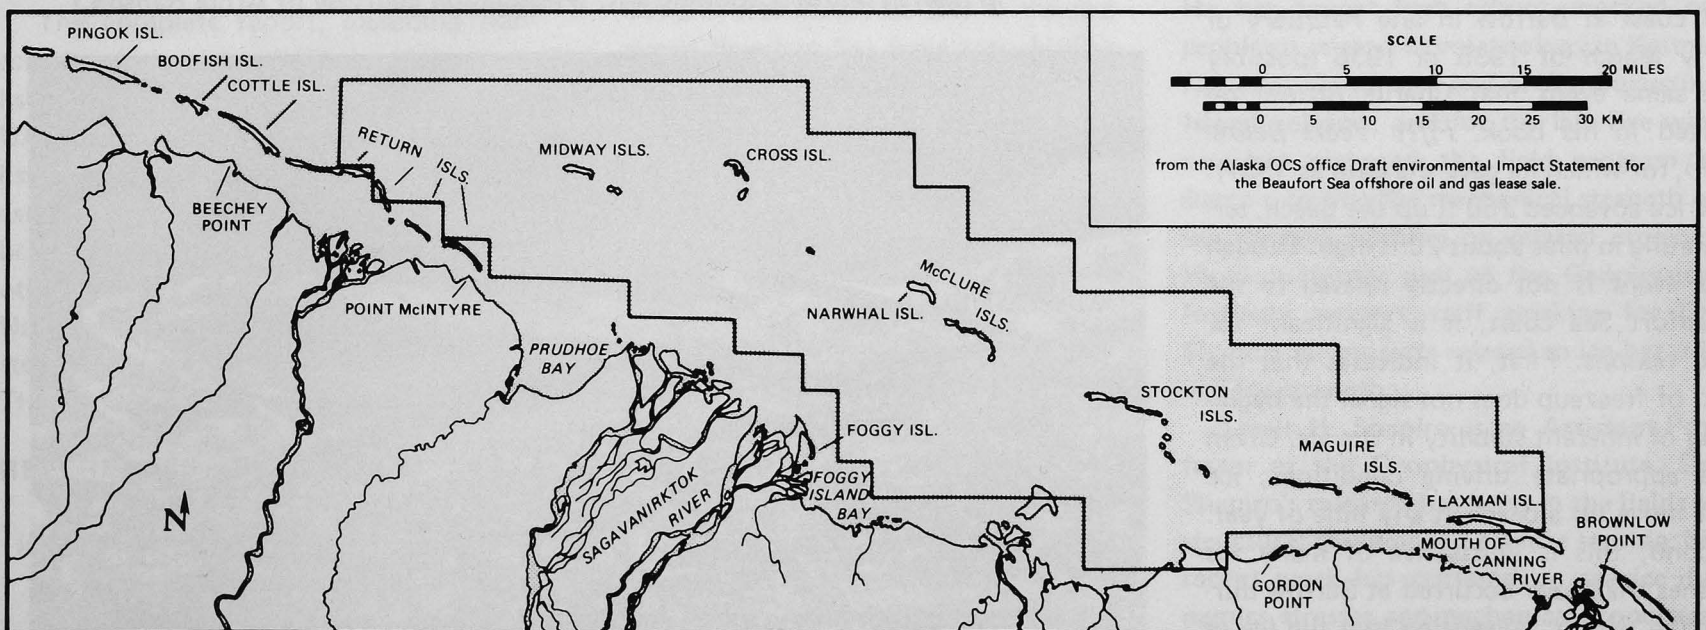 PINGOK ISL.
BODFISH ISL.
COTTLE ISL.
RETURN ISLS.
MIDWAY ISLS.
CROSS ISL.
SCALE
0 5 10 15 20 MILES
0 5 10 15 20 25 30 KM
from the Alaska OCS office Draft environmental Impact Statement for
the Beaufort Sea offshore oil and gas lease sale.
BEECHEY
POINT
POINT McINTYRE
PRUDHOE
BAY
McCLURE
ISLS.
NARWHAL ISL.
STOCKTON
ISLS.
FOGGY ISL.
FOGGY
ISLAND
BAY
SAGAVANIRKTOK
RIVER
N
MAGUIRE
ISLS.
FLAXMAN ISL.
BROWNLOW
POINT
MOUTH OF
CANNING
RIVER
GORDON
POINT